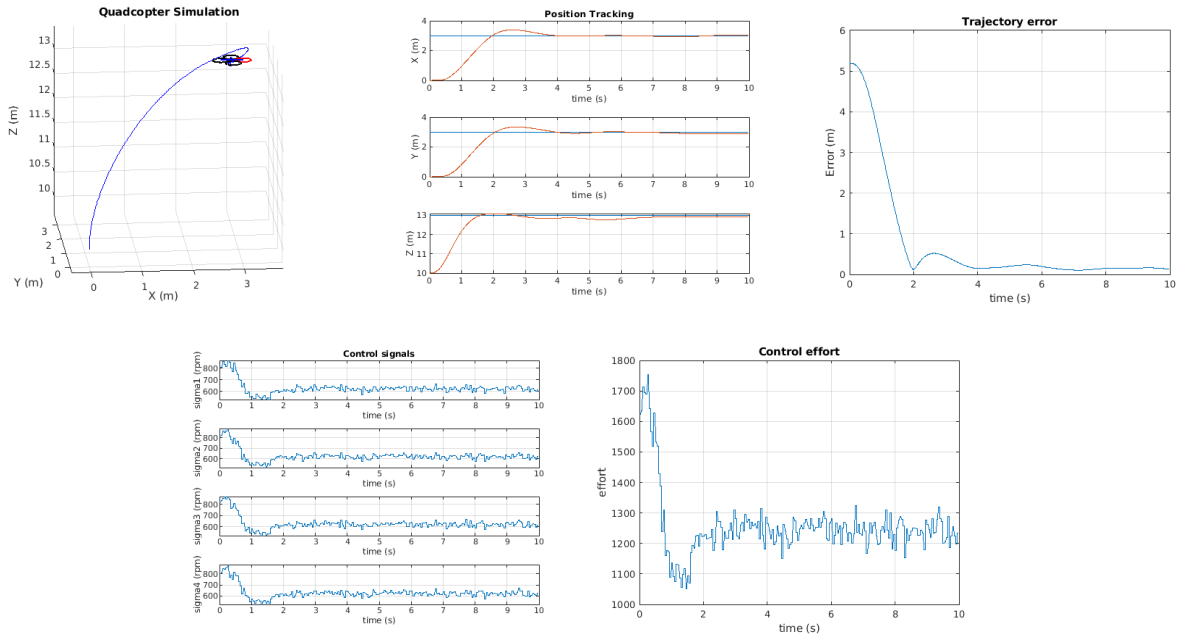 Quadcopter Simulation
13
12.5
12
11.5
11
10.5
10
Z (m)
3
2
1
0
Y (m)
0
1
2
3
X (m)
Position Tracking
4
2
0
X (m)
0 1 2 3 4 5 6 7 8 9 10
time (s)
4
2
0
Y (m)
0 1 2 3 4 5 6 7 8 9 10
time (s)
13
12
11
10
Z (m)
0 1 2 3 4 5 6 7 8 9 10
time (s)
Trajectory error
6
5
4
3
2
1
0
Error (m)
0 2 4 6 8 10
time (s)
Control signals
800
600
sigma1 (rpm)
0 1 2 3 4 5 6 7 8 9 10
time (s)
800
600
sigma2 (rpm)
0 1 2 3 4 5 6 7 8 9 10
time (s)
800
600
sigma3 (rpm)
0 1 2 3 4 5 6 7 8 9 10
time (s)
800
600
sigma4 (rpm)
0 1 2 3 4 5 6 7 8 9 10
time (s)
Control effort
1800
1700
1600
1500
1400
1300
1200
1100
1000
effort
0 2 4 6 8 10
time (s)